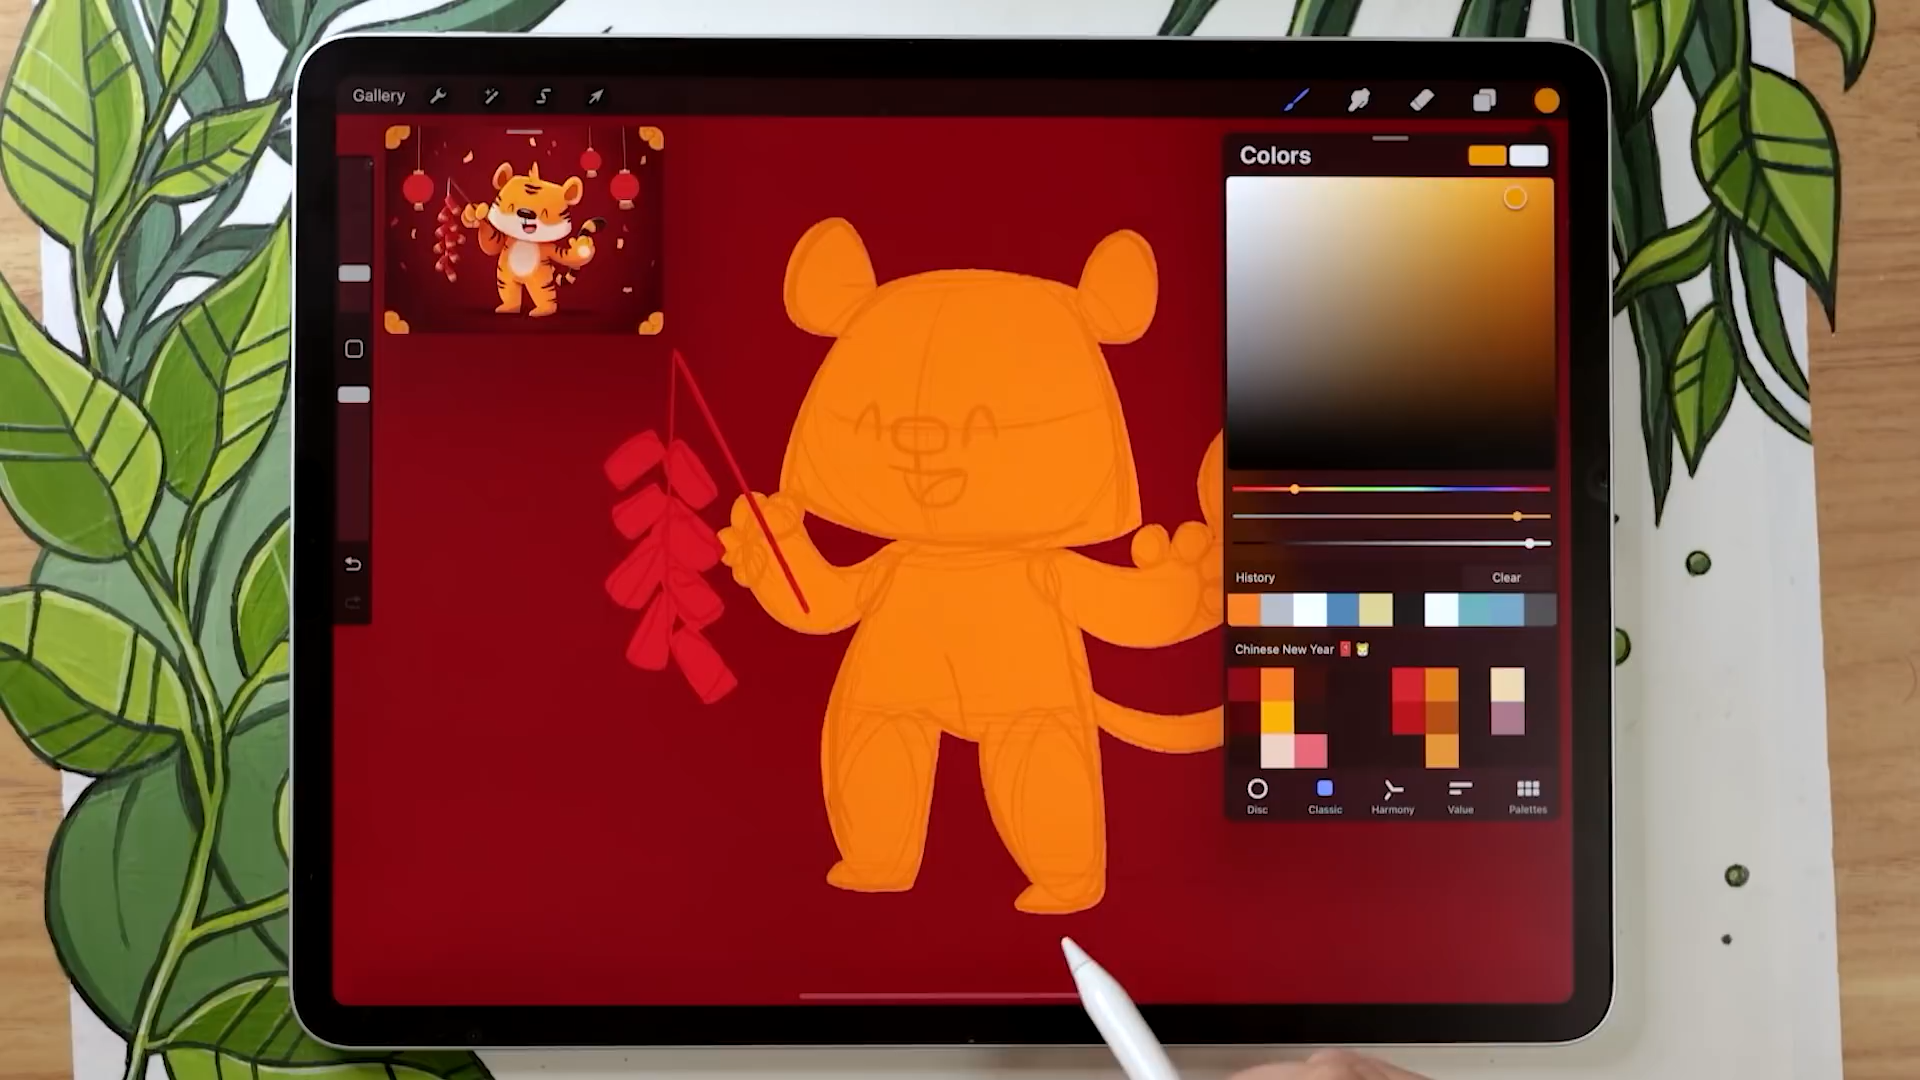 Gallery
Colors
History Clear
Chinese New Year
Disc Classic Harmony Value Palettes